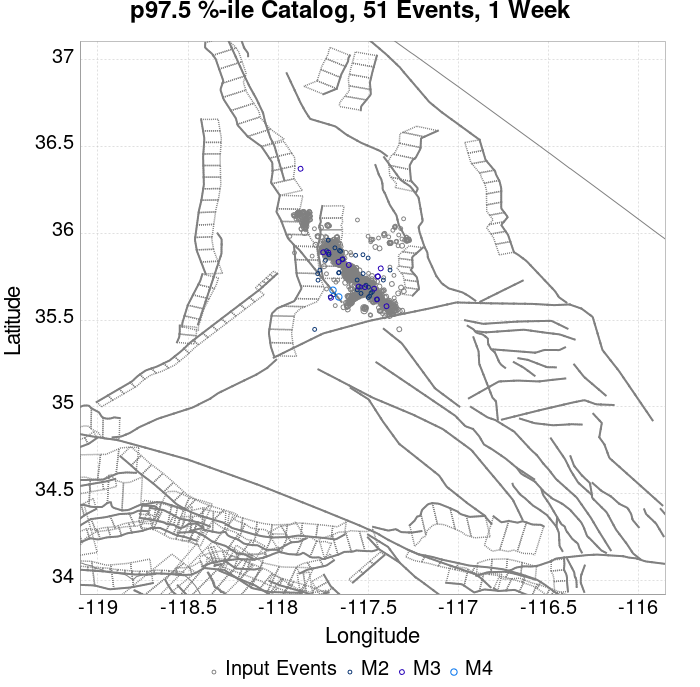 p97.5 %-ile Catalog, 51 Events, 1 Week
37
36.5
36
35.5
35
34.5
34
Latitude
-119 -118.5 -118 -117.5 -117 -116.5 -116
Longitude
Input Events M2 M3 M4